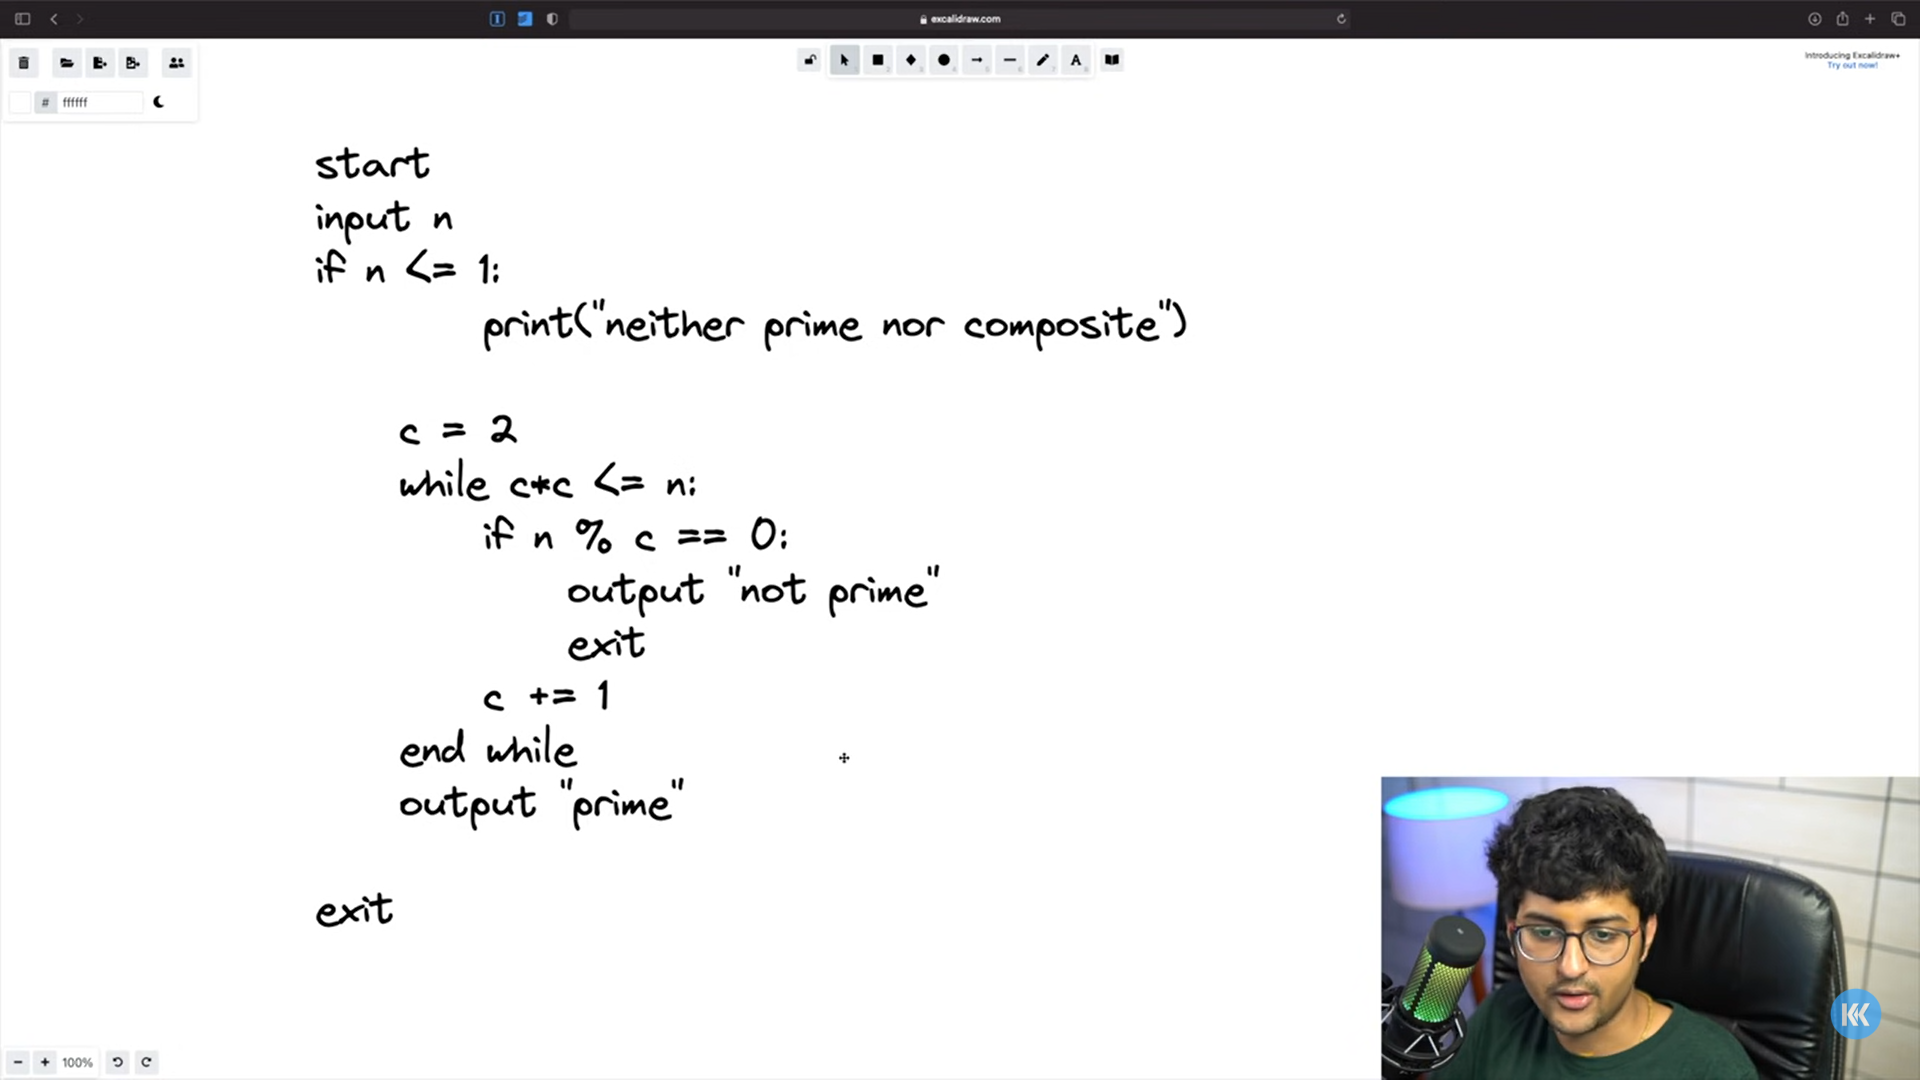 excalidraw.com
Introducing Excalidraw+
Try out now!
# ffffff
A
start
input n
if n <= 1:
print("neither prime nor composite")
c = 2
while c*c <= n:
if n % c == 0:
output "not prime"
exit
c += 1
end while
output "prime"
exit
- + 100%
KK